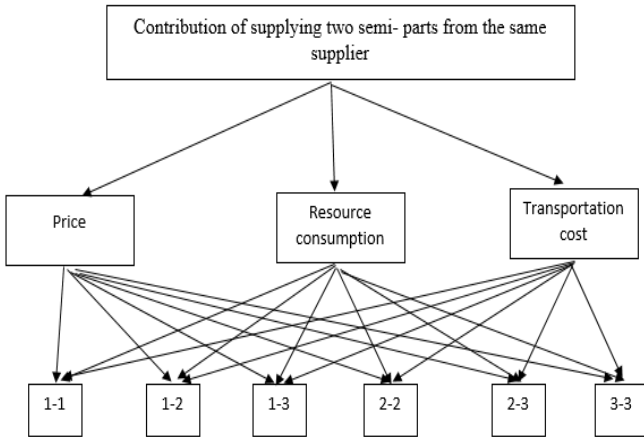 Contribution of supplying two semi- parts from the same
supplier
Price
Resource
consumption
Transportation
cost
1-1
1-2
1-3
2-2
2-3
3-3